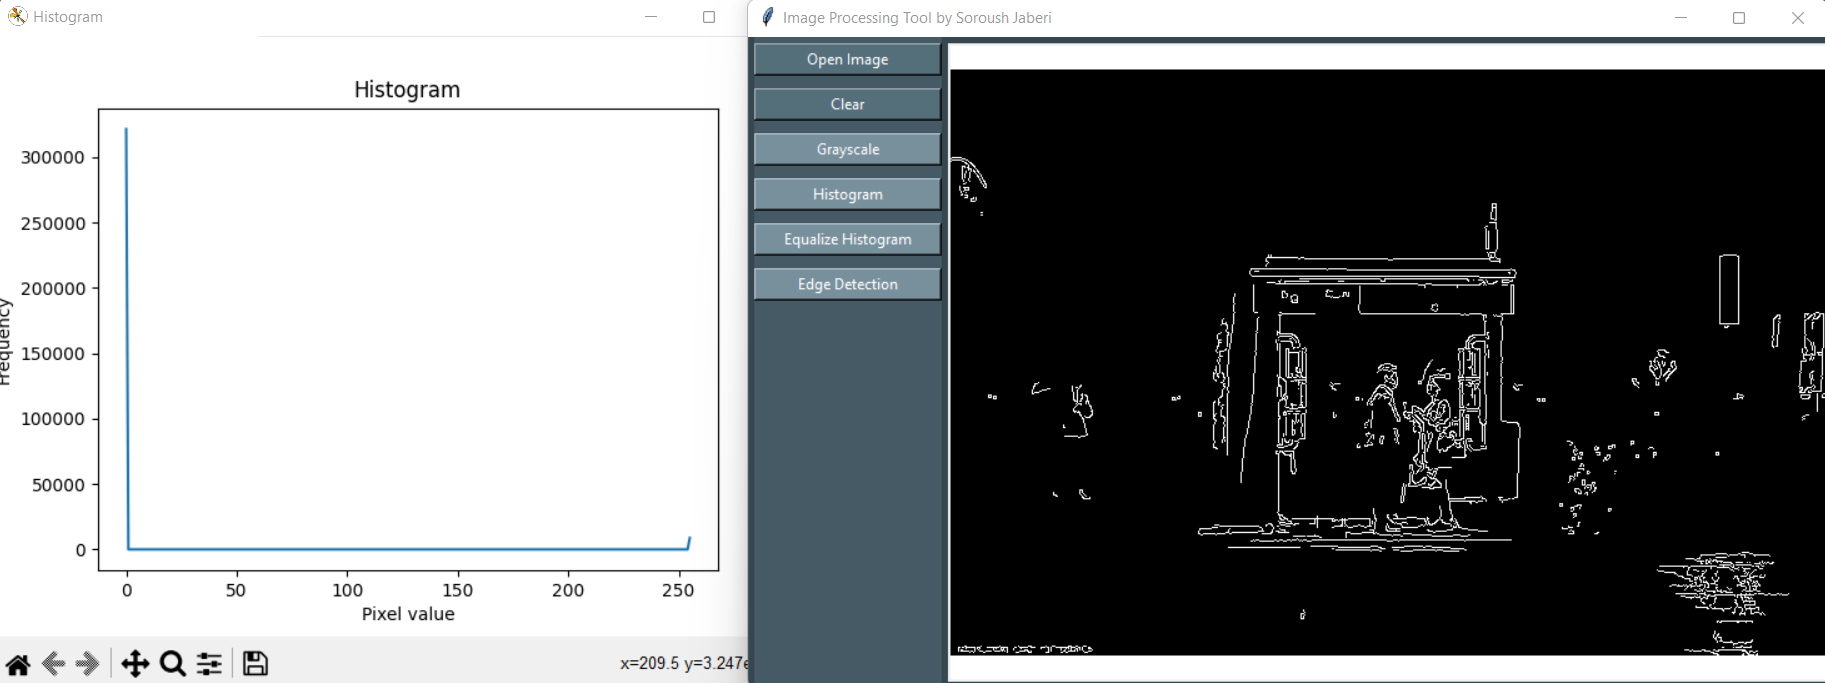 Histogram
Histogram
300000
250000
200000
150000
100000
50000
0
Frequency
0 50 100 150 200 250
Pixel value
x=209.5 y=3.247e
Image Processing Tool by Soroush Jaberi
Open Image
Clear
Grayscale
Histogram
Equalize Histogram
Edge Detection